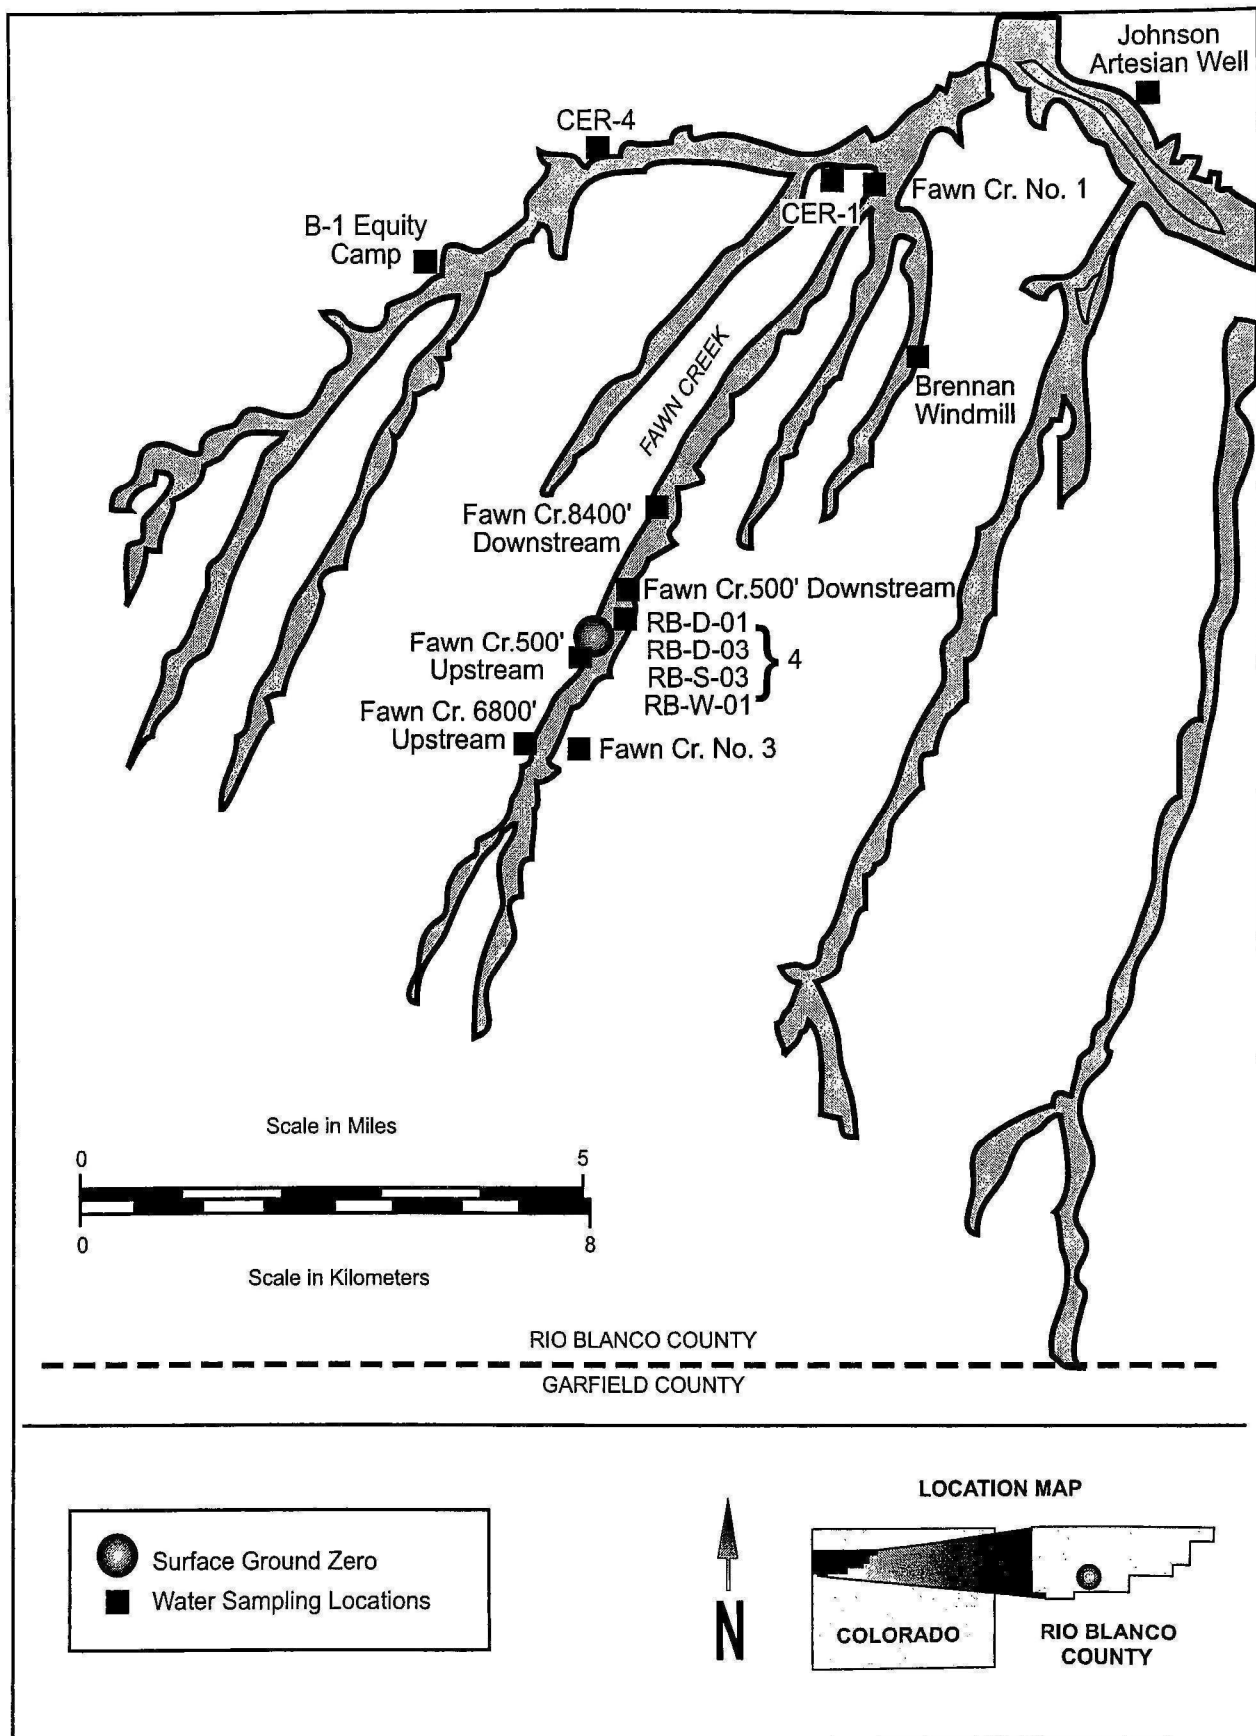 Johnson
Artesian Well
CER-4
CER-1
Fawn Cr. No. 1
B-1 Equity
Camp
FAWN CREEK
Brennan
Windmill
Fawn Cr.8400'
Downstream
Fawn Cr.500' Downstream
RB-D-01
RB-D-03
RB-S-03
RB-W-01
4
Fawn Cr.500'
Upstream
Fawn Cr. 6800'
Upstream
Fawn Cr. No. 3
Scale in Miles
0 5
0 8
Scale in Kilometers
RIO BLANCO COUNTY
GARFIELD COUNTY
LOCATION MAP
Surface Ground Zero
Water Sampling Locations
N
COLORADO
RIO BLANCO
COUNTY